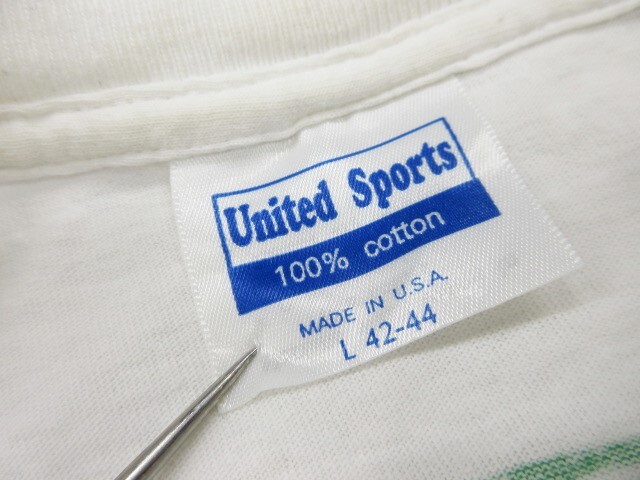 United Sports
100% cotton
MADE IN U.S.A.
L 42-44